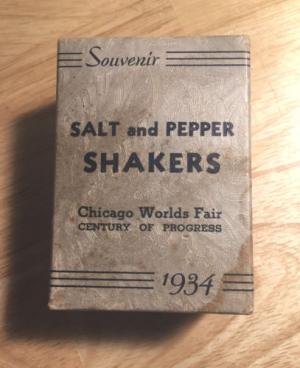 Souvenir
SALT and PEPPER
SHAKERS
Chicago Worlds Fair
CENTURY OF PROGRESS
1934